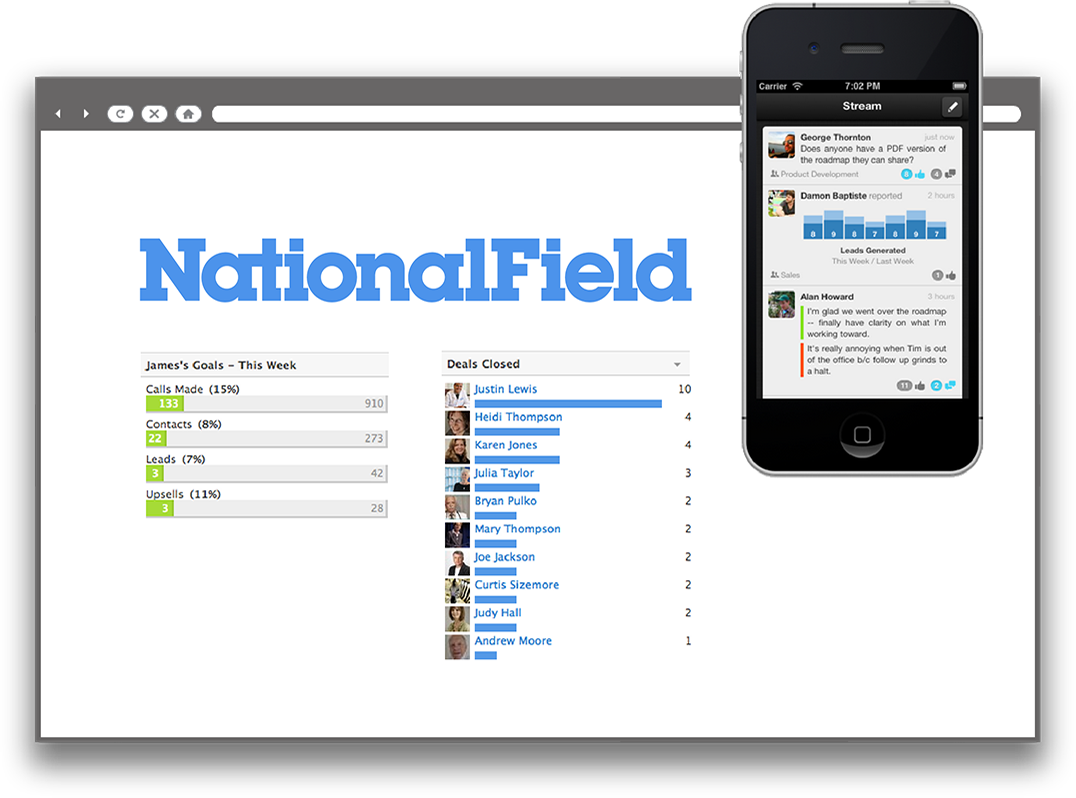 NationalField
James's Goals – This Week
Calls Made (15%)
133 910
Contacts (8%)
22 273
Leads (7%)
3 42
Upsells (11%)
3 28
Deals Closed
Justin Lewis 10
Heidi Thompson 4
Karen Jones 4
Julia Taylor 3
Bryan Pulko 2
Mary Thompson 2
Joe Jackson 2
Curtis Sizemore 2
Judy Hall 2
Andrew Moore 1
Carrier 7:02 PM
Stream
George Thornton just now
Does anyone have a PDF version of
the roadmap they can share?
Product Development 8 4
Damon Baptiste reported 2 hours
8 9 8 7 8 9 7
Leads Generated
This Week / Last Week
Sales 1
Alan Howard 3 hours
I'm glad we went over the roadmap
-- finally have clarity on what I'm
working toward.
It's really annoying when Tim is out
of the office b/c follow up grinds to
a halt.
11 2